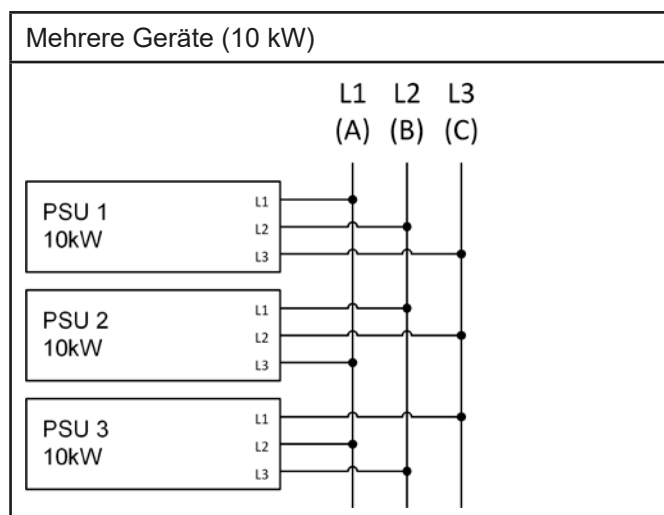 Mehrere Geräte (10 kW)
L1 L2 L3
(A) (B) (C)
PSU 1
10kW
L1
L2
L3
PSU 2
10kW
L1
L2
L3
PSU 3
10kW
L1
L2
L3